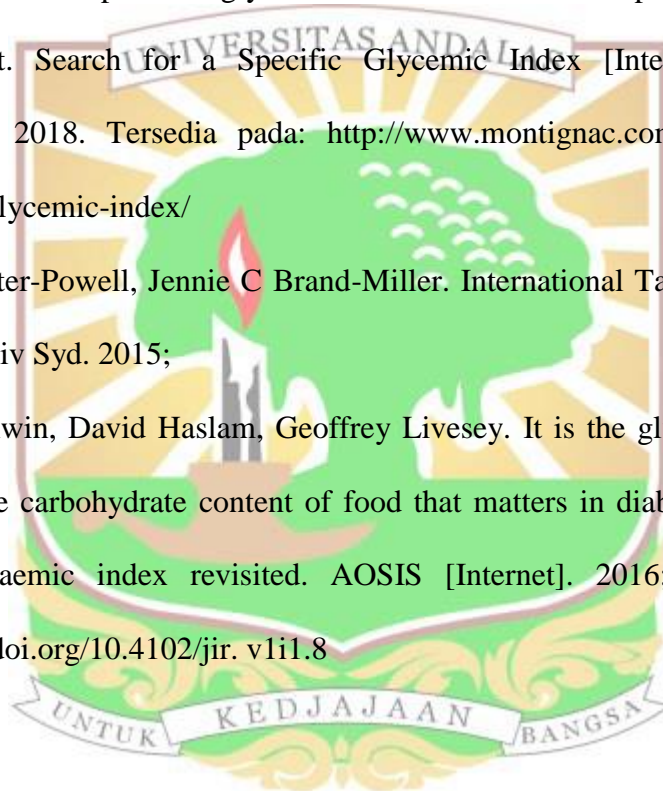 UNIVERSITAS ANDALAS
t. Search for a Specific Glycemic Index [Inte
2018. Tersedia pada: http://www.montignac.con
lycemic-index/
ter-Powell, Jennie C Brand-Miller. International Ta
iv Syd. 2015;
lwin, David Haslam, Geoffrey Livesey. It is the gl
e carbohydrate content of food that matters in diab
aemic index revisited. AOSIS [Internet]. 2016:
doi.org/10.4102/jir. v1i1.8
UNTUK KEDJAJAAN BANGSA